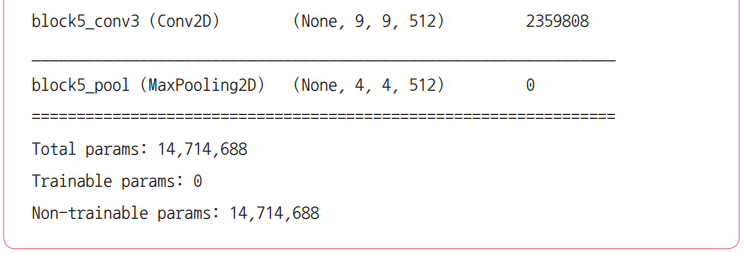 block5_conv3 (Conv2D) (None, 9, 9, 512) 2359808
_________________________________________________________________
block5_pool (MaxPooling2D) (None, 4, 4, 512) 0
=================================================================
Total params: 14,714,688
Trainable params: 0
Non-trainable params: 14,714,688